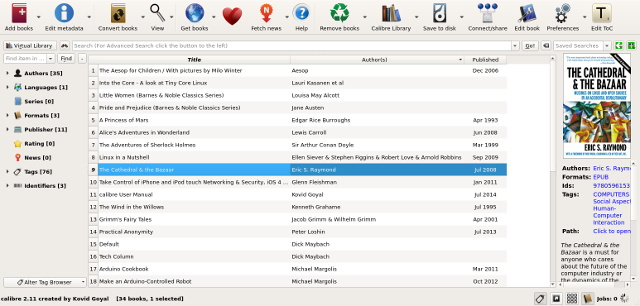 Add books
Edit metadata
Convert books
View
Get books
Fetch news
Help
Remove books
Calibre Library
Save to disk
Connect/share
Edit book
Preferences
Edit ToC
Virtual Library
Search (For Advanced Search click the button to the left)
Go!
Saved Searches
Find item in ...
Find
Authors [35]
Languages [1]
Series [0]
Formats [3]
Publisher [11]
Rating [0]
News [0]
Tags [76]
Identifiers [3]
Alter Tag Browser
Title Author(s) Published
1 The Aesop for Children / With pictures by Milo Winter Aesop Dec 2006
2 Into the Core - A look at Tiny Core Linux Lauri Kasanen et al
3 Little Women (Barnes & Noble Classics Series) Louisa May Alcott
4 Pride and Prejudice (Barnes & Noble Classics Series) Jane Austen
5 A Princess of Mars Edgar Rice Burroughs Apr 1993
6 Alice's Adventures in Wonderland Lewis Carroll Jun 2008
7 The Adventures of Sherlock Holmes Sir Arthur Conan Doyle Mar 1999
8 Linux in a Nutshell Ellen Siever & Stephen Figgins & Robert Love & Arnold Robbins Sep 2009
9 The Cathedral & the Bazaar Eric S. Raymond Jul 2009
10 Take Control of iPhone and iPod touch Networking & Security, iOS 4 ... Glenn Fleishman Jan 2011
11 calibre User Manual Kovid Goyal Jul 2014
12 The Wind in the Willows Kenneth Grahame Jul 1995
13 Grimm's Fairy Tales Jacob Grimm & Wilhelm Grimm Apr 2001
14 Practical Anonymity Peter Loshin Jul 2013
15 Default Dick Maybach
16 Tech Column Dick Maybach
17 Arduino Cookbook Michael Margolis Mar 2011
18 Make an Arduino-Controlled Robot Michael Margolis Oct 2012
THE CATHEDRAL
& THE BAZAAR
ERIC S. RAYMOND
Authors: Eric S. Raym
Formats: EPUB
Ids: 9780596153
Tags: COMPUTERS
Social Aspect
Human-
Computer
Interaction
Path: Click to open
The Cathedral &
the Bazaar is a
must for anyone
who cares
about the future of
the computer
industry or
the dynamics of the
calibre 2.11 created by Kovid Goyal [34 books, 1 selected]
Jobs: 0